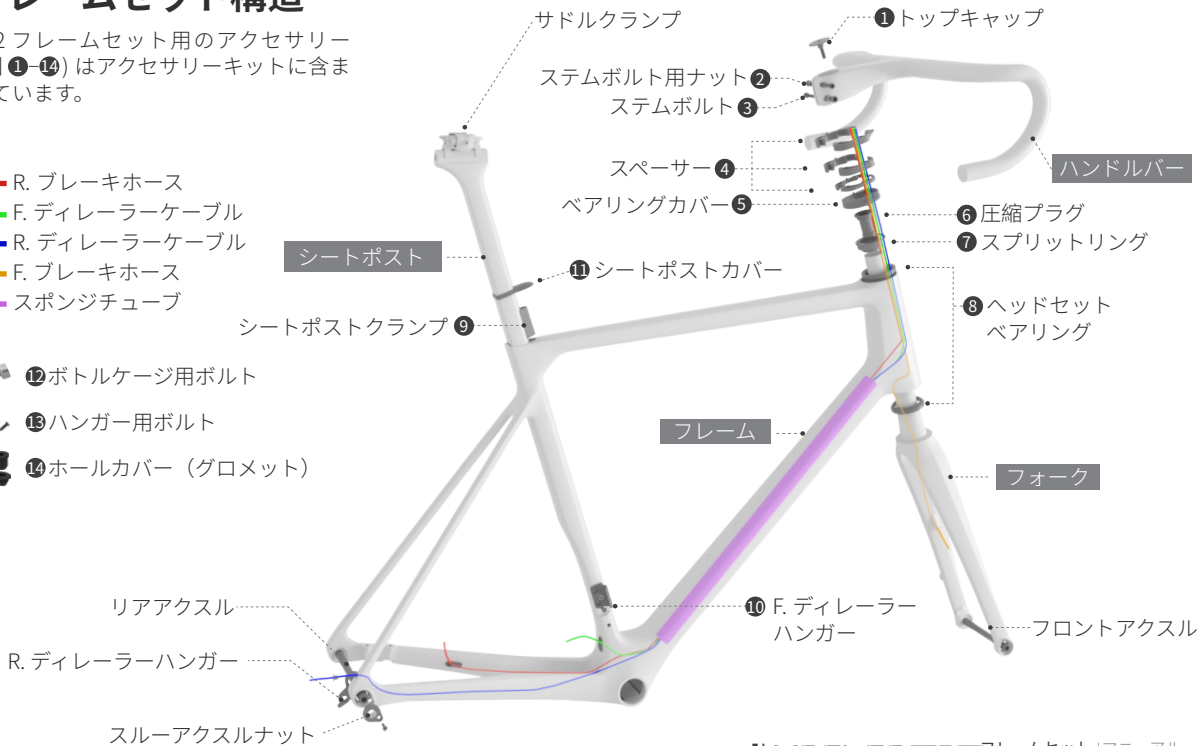 レームセット構造
2 フレームセット用のアクセサリー
❶-⓮) はアクセサリーキットに含ま
ています。
R. ブレーキホース
F. ディレーラーケーブル
R. ディレーラーケーブル
F. ブレーキホース
スポンジチューブ
⓬ボトルケージ用ボルト
⓭ハンガー用ボルト
⓮ホールカバー（グロメット）
サドルクランプ
❶トップキャップ
ステムボルト用ナット❷
ステムボルト❸
スペーサー❹
ベアリングカバー❺
ハンドルバー
❻圧縮プラグ
❼スプリットリング
❽ヘッドセット
ベアリング
シートポスト
⓫シートポストカバー
シートポストクランプ❾
フレーム
フォーク
❿ F. ディレーラー
ハンガー
リアアクスル
R. ディレーラーハンガー
スルーアクスルナット
フロントアクスル